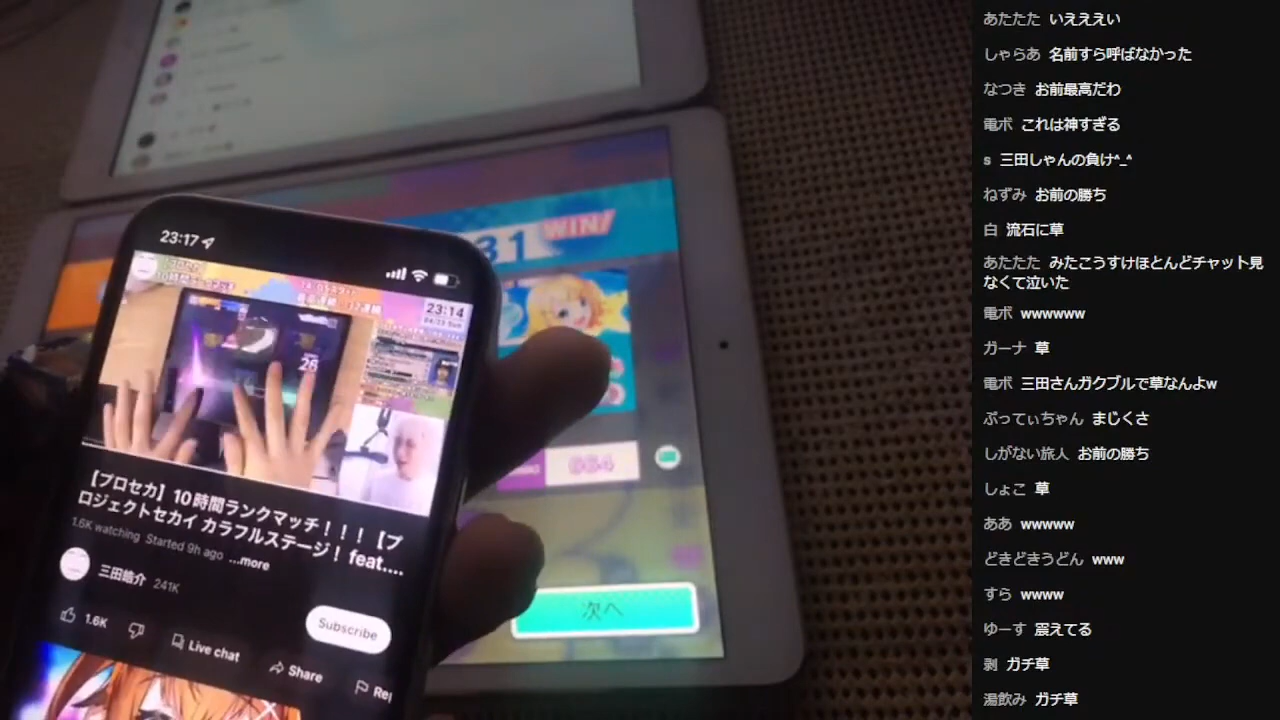 23:17
23:14
28
【プロセカ】10時間ランクマッチ！！！【プ
ロジェクトセカイ カラフルステージ！ feat....
1.6K watching Started 9h ago ...more
三田皓介 241K
Subscribe
1.6K
Live chat
Share
31 WIN!
664
次へ
あたたた いえええい
しゃらあ 名前すら呼ばなかった
なつき お前最高だわ
電ボ これは神すぎる
s 三田しゃんの負け^_^
ねずみ お前の勝ち
白 流石に草
あたたた みたこうすけほとんどチャット見
なくて泣いた
電ボ wwwwww
ガーナ 草
電ボ 三田さんガクブルで草なんよw
ぷってぃちゃん まじくさ
しがない旅人 お前の勝ち
しょこ 草
ああ wwwww
どきどきうどん www
すら wwww
ゆーす 震えてる
剥 ガチ草
湯飲み ガチ草